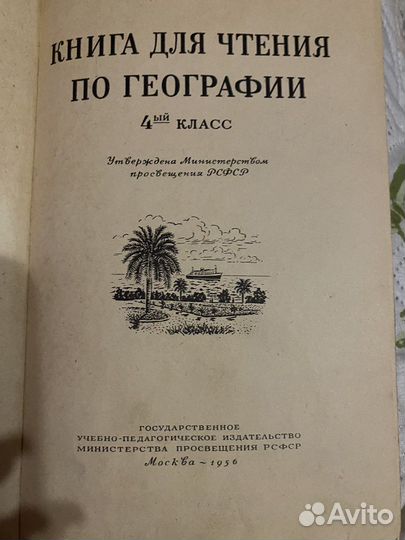 КНИГА ДЛЯ ЧТЕНИЯ
ПО ГЕОГРАФИИ
4ый КЛАСС
Утверждена Министерством
просвещения РСФСР
ГОСУДАРСТВЕННОЕ
УЧЕБНО-ПЕДАГОГИЧЕСКОЕ ИЗДАТЕЛЬСТВО
МИНИСТЕРСТВА ПРОСВЕЩЕНИЯ РСФСР
Москва ~ 1956
Avito